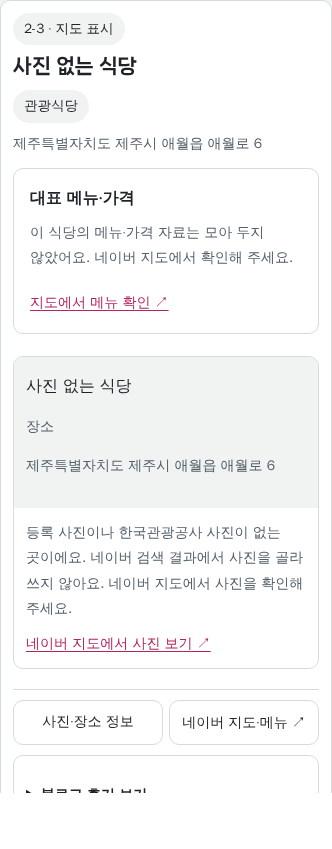 2-3 · 지도 표시
사진 없는 식당
관광식당
제주특별자치도 제주시 애월읍 애월로 6
대표 메뉴·가격
이 식당의 메뉴·가격 자료는 모아 두지
않았어요. 네이버 지도에서 확인해 주세요.
지도에서 메뉴 확인 ↗
사진 없는 식당
장소
제주특별자치도 제주시 애월읍 애월로 6
등록 사진이나 한국관광공사 사진이 없는
곳이에요. 네이버 검색 결과에서 사진을 골라
쓰지 않아요. 네이버 지도에서 사진을 확인해
주세요.
네이버 지도에서 사진 보기 ↗
사진·장소 정보
네이버 지도·메뉴 ↗